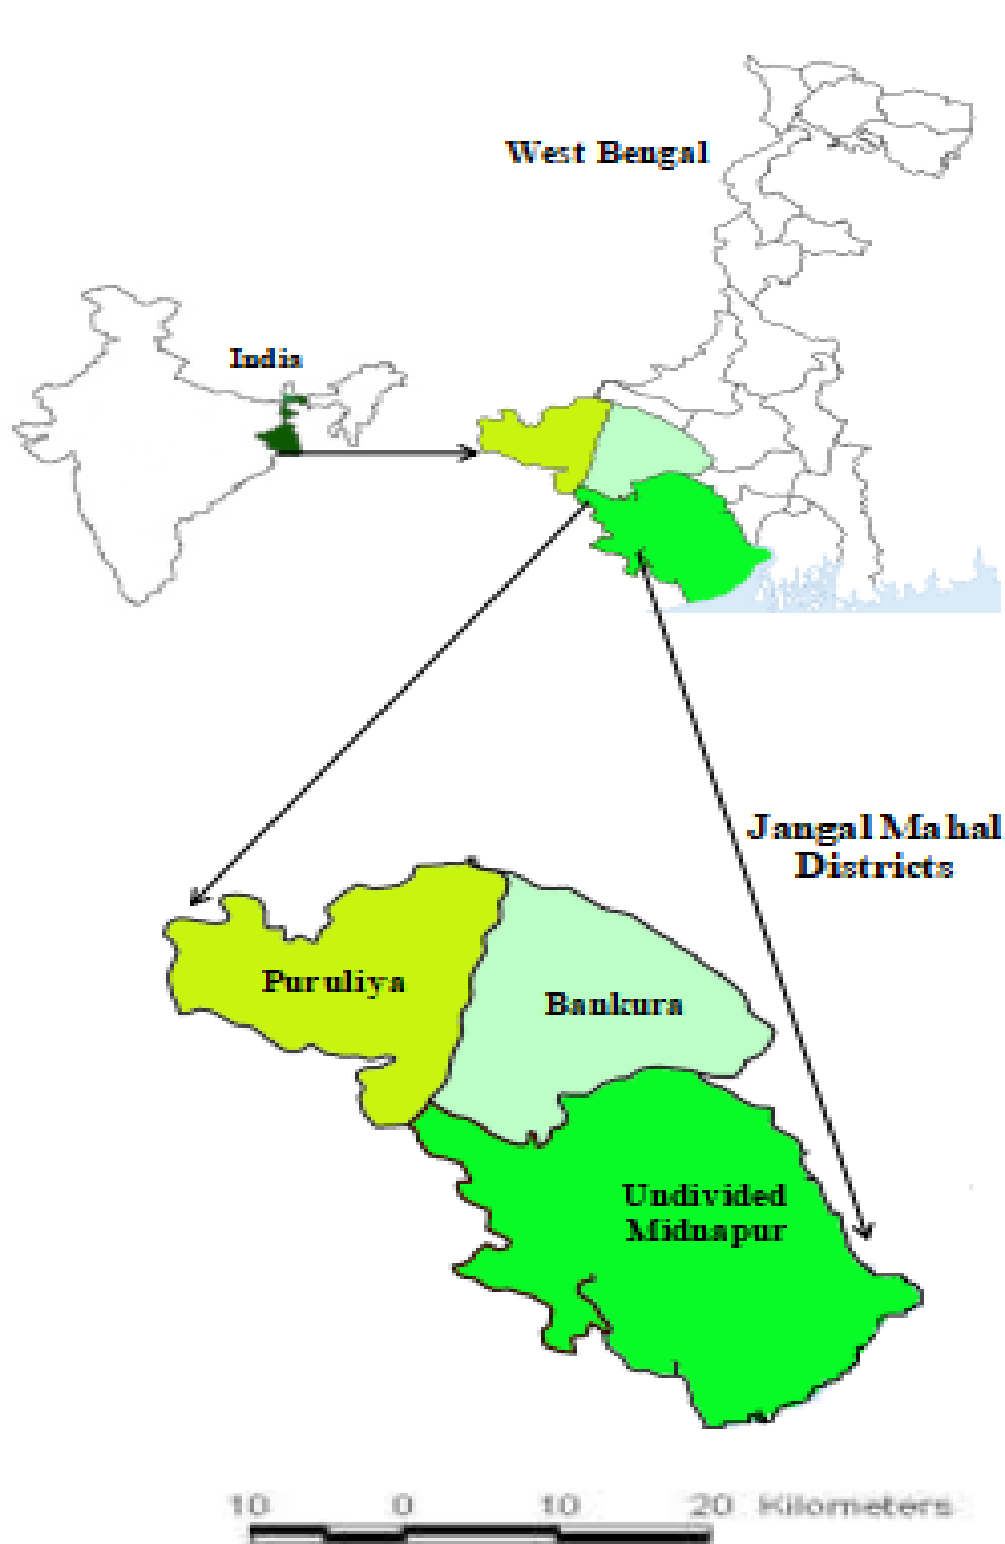 West Bengal
India
Jangal Mahal
Districts
Puruliya
Bankura
Undivided
Midnapur
10 0 10 20 Kilometers